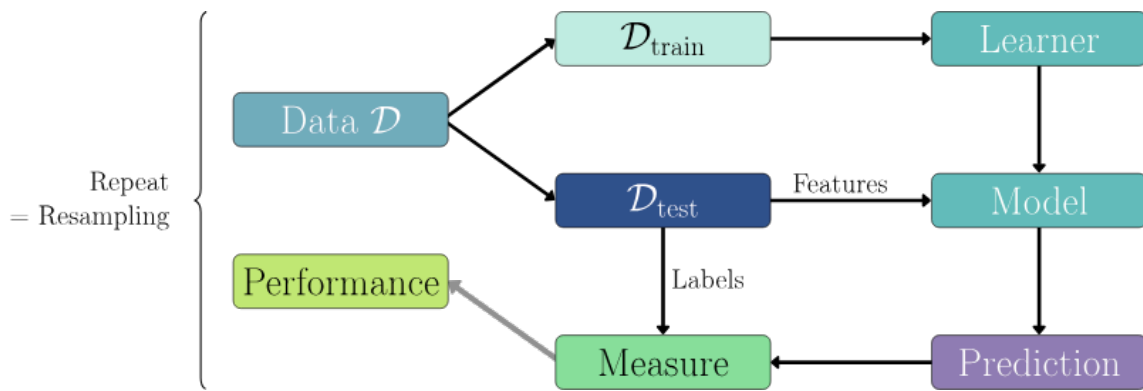 𝒟train
Learner
Data 𝒟
Repeat
= Resampling
Features
𝒟test
Model
Labels
Performance
Measure
Prediction